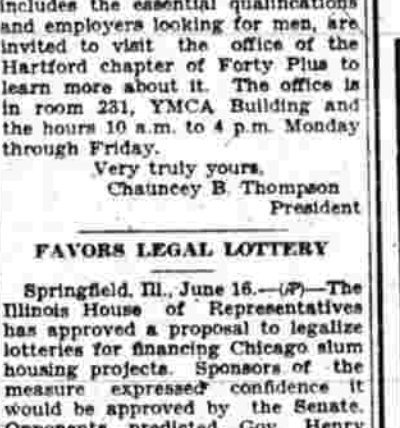 includes the essential qualifications
and employers looking for men, are
invited to visit the office of the
Hartford chapter of Forty Plus to
learn more about it. The office is
in room 231, YMCA Building and
the hours 10 a.m. to 4 p.m. Monday
through Friday.
Very truly yours,
Chauncey B. Thompson
President
FAVORS LEGAL LOTTERY
Springfield, Ill., June 16.—(AP)—The
Illinois House of Representatives
has approved a proposal to legalize
lotteries for financing Chicago slum
housing projects. Sponsors of the
measure expressed confidence it
would be approved by the Senate.
Opponents predicted Gov. Henry